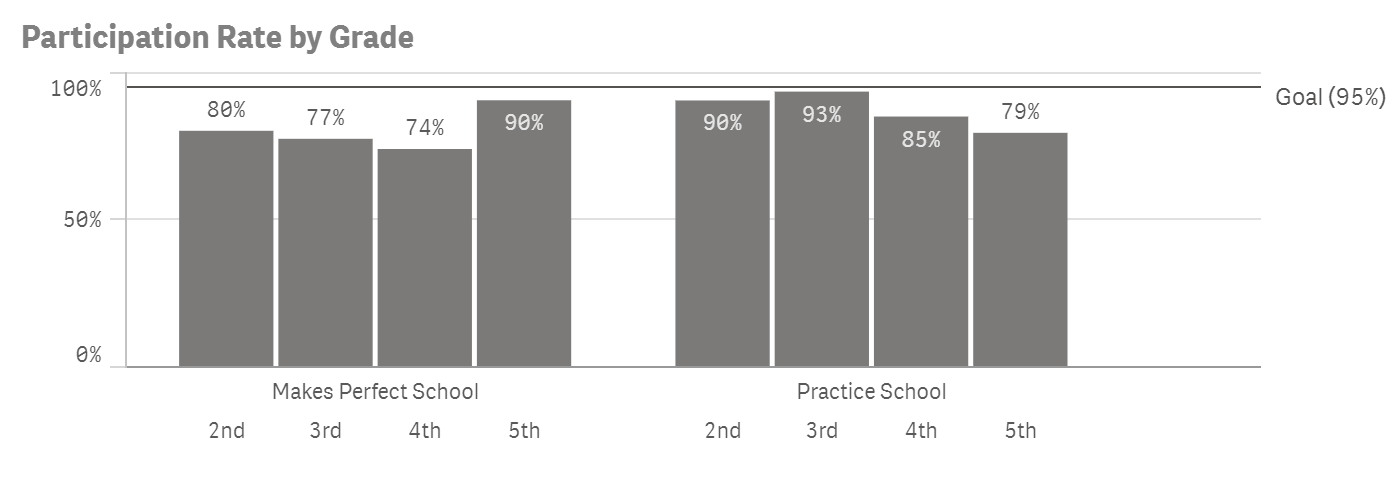 Participation Rate by Grade
100%
50%
0%
80%
77%
74%
90%
90%
93%
85%
79%
Goal (95%)
Makes Perfect School
Practice School
2nd 3rd 4th 5th 2nd 3rd 4th 5th